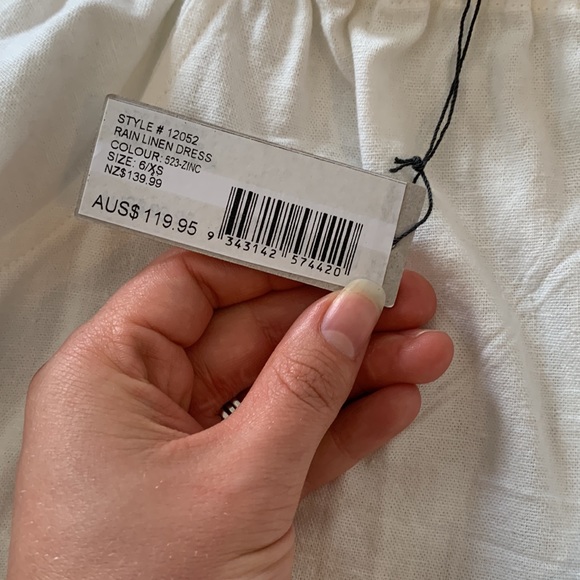 STYLE # 12052
RAIN LINEN DRESS
COLOUR: 523-ZINC
SIZE: 6/XS
NZ$139.99
AUS$119.95
9 343142 574420